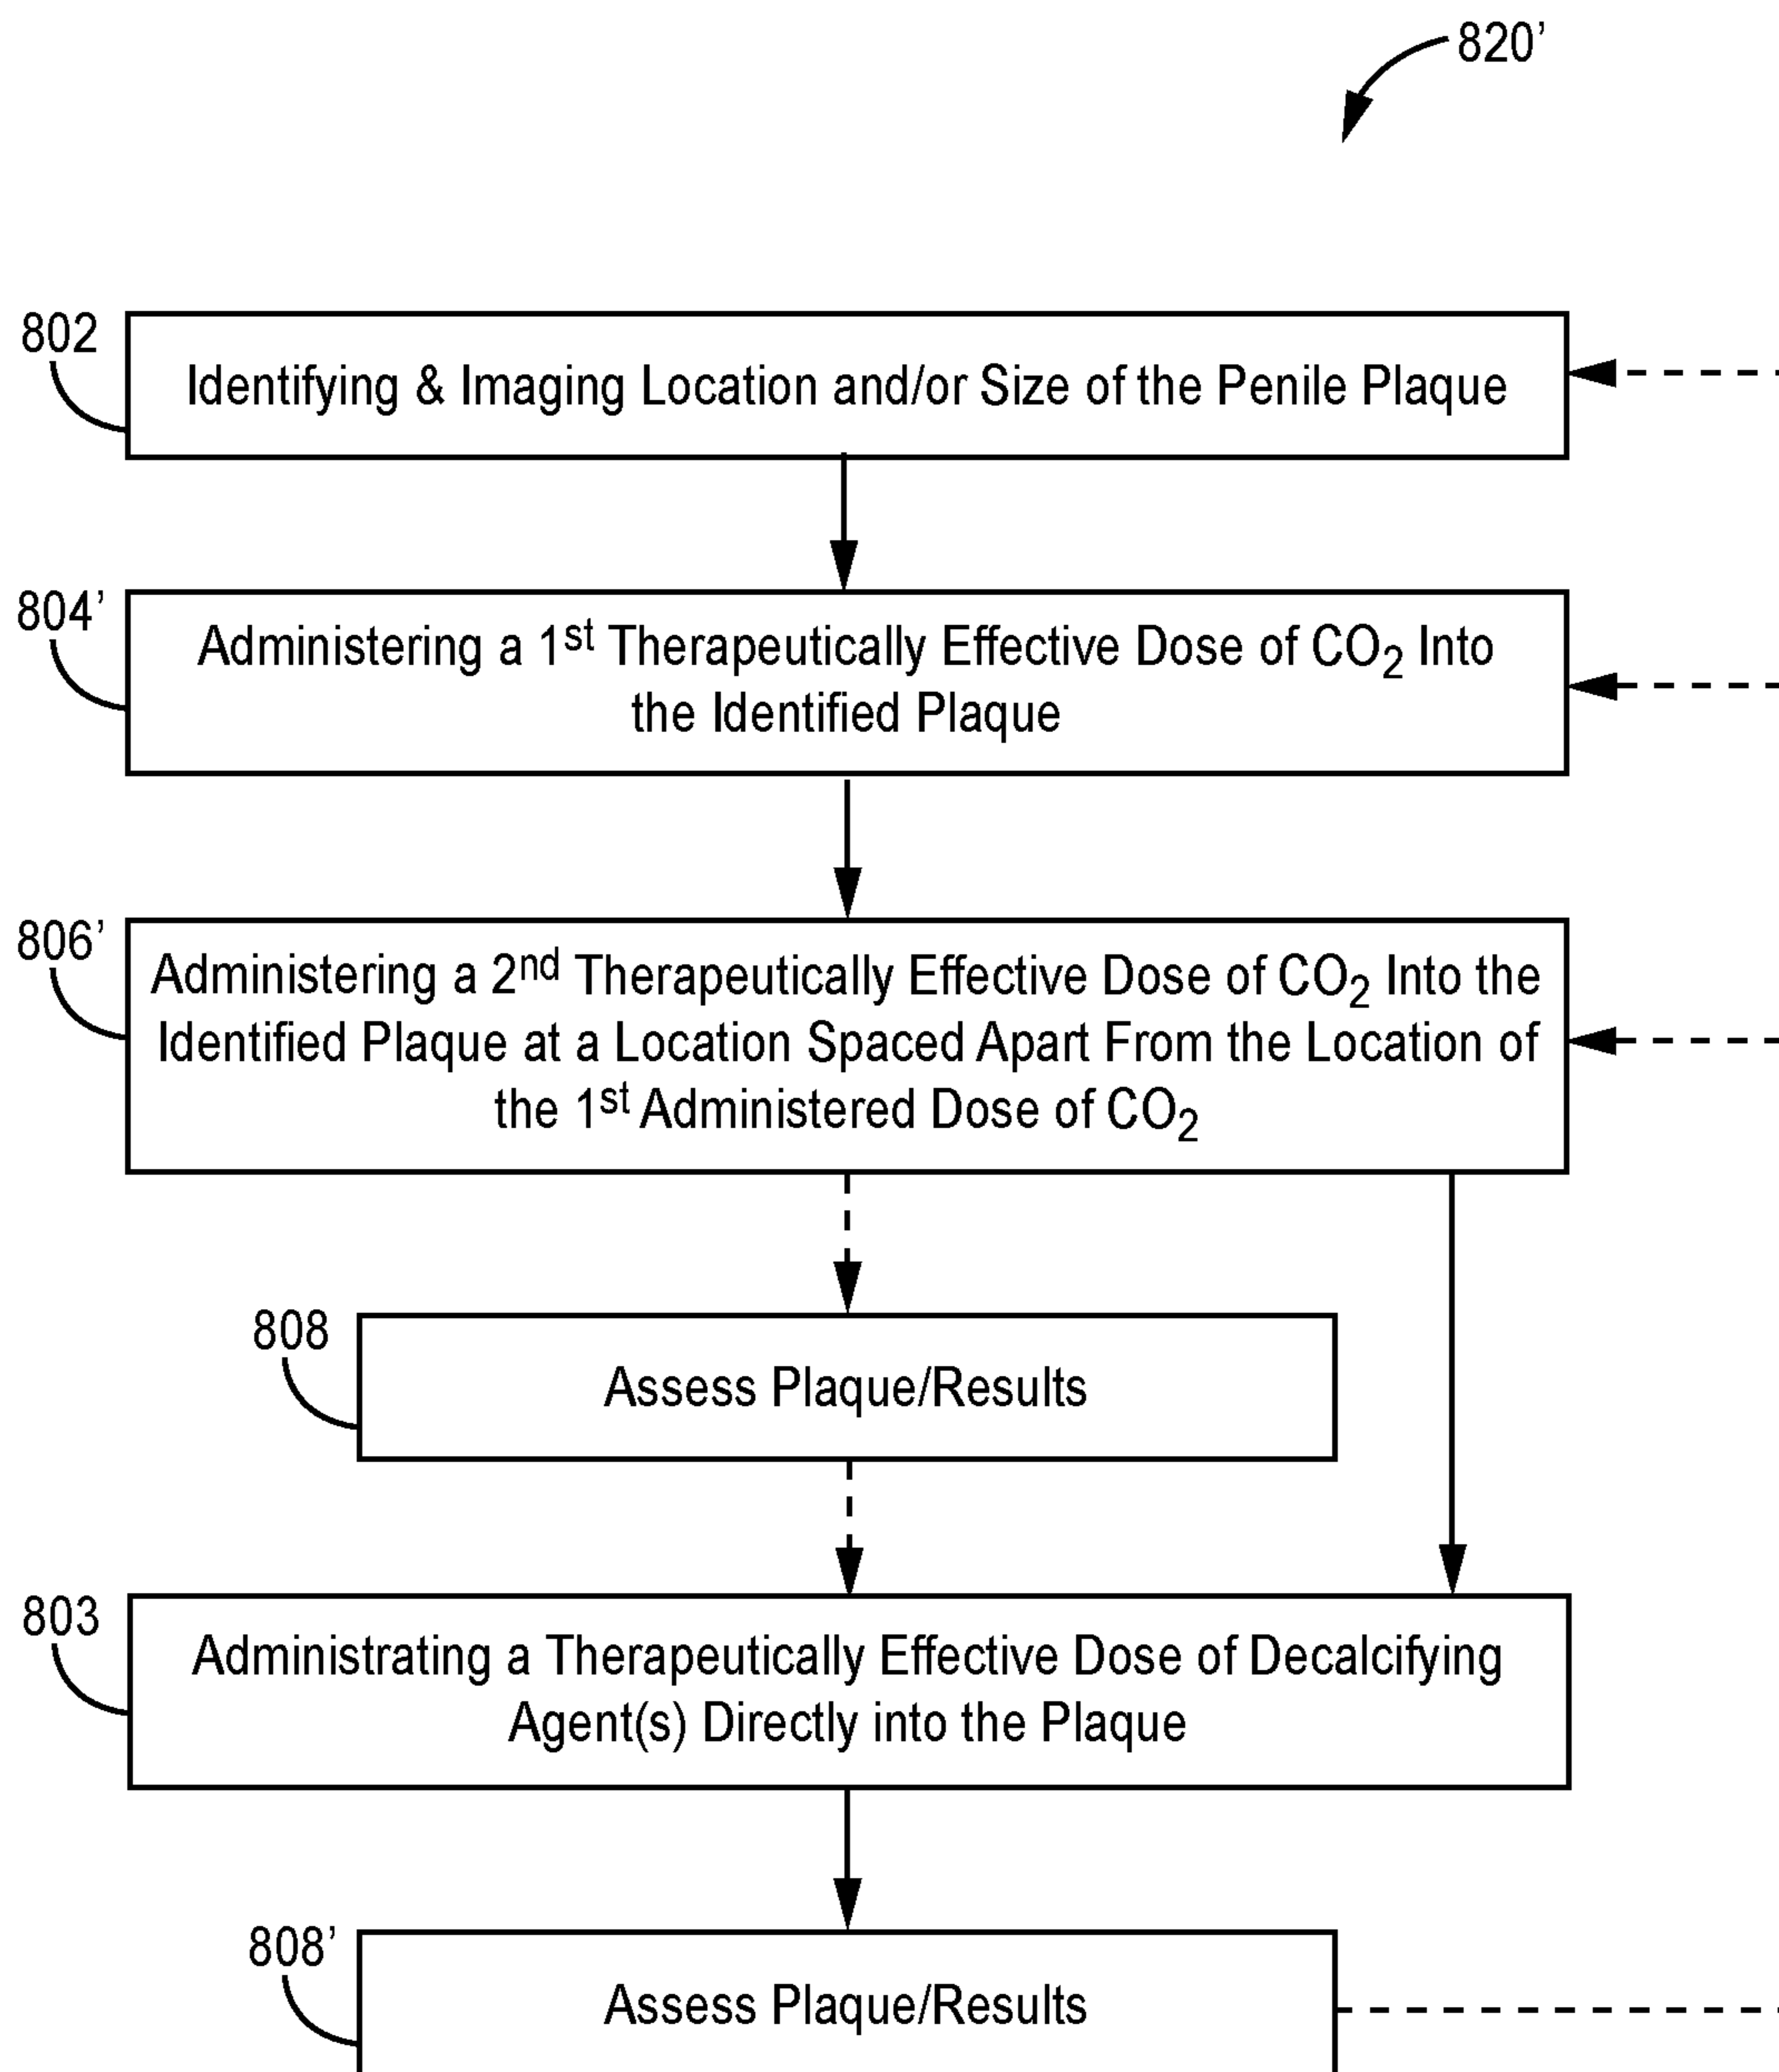 820’
802
Identifying & Imaging Location and/or Size of the Penile Plaque
804’
Administering a 1st Therapeutically Effective Dose of CO2 Into
the Identified Plaque
806’
Administering a 2nd Therapeutically Effective Dose of CO2 Into the
Identified Plaque at a Location Spaced Apart From the Location of
the 1st Administered Dose of CO2
808
Assess Plaque/Results
803
Administrating a Therapeutically Effective Dose of Decalcifying
Agent(s) Directly into the Plaque
808’
Assess Plaque/Results